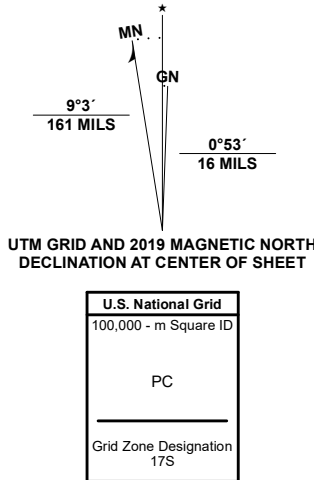 ★
MN
GN
9°3´
161 MILS
0°53´
16 MILS
UTM GRID AND 2019 MAGNETIC NORTH
DECLINATION AT CENTER OF SHEET
U.S. National Grid
100,000 - m Square ID
PC
Grid Zone Designation
17S